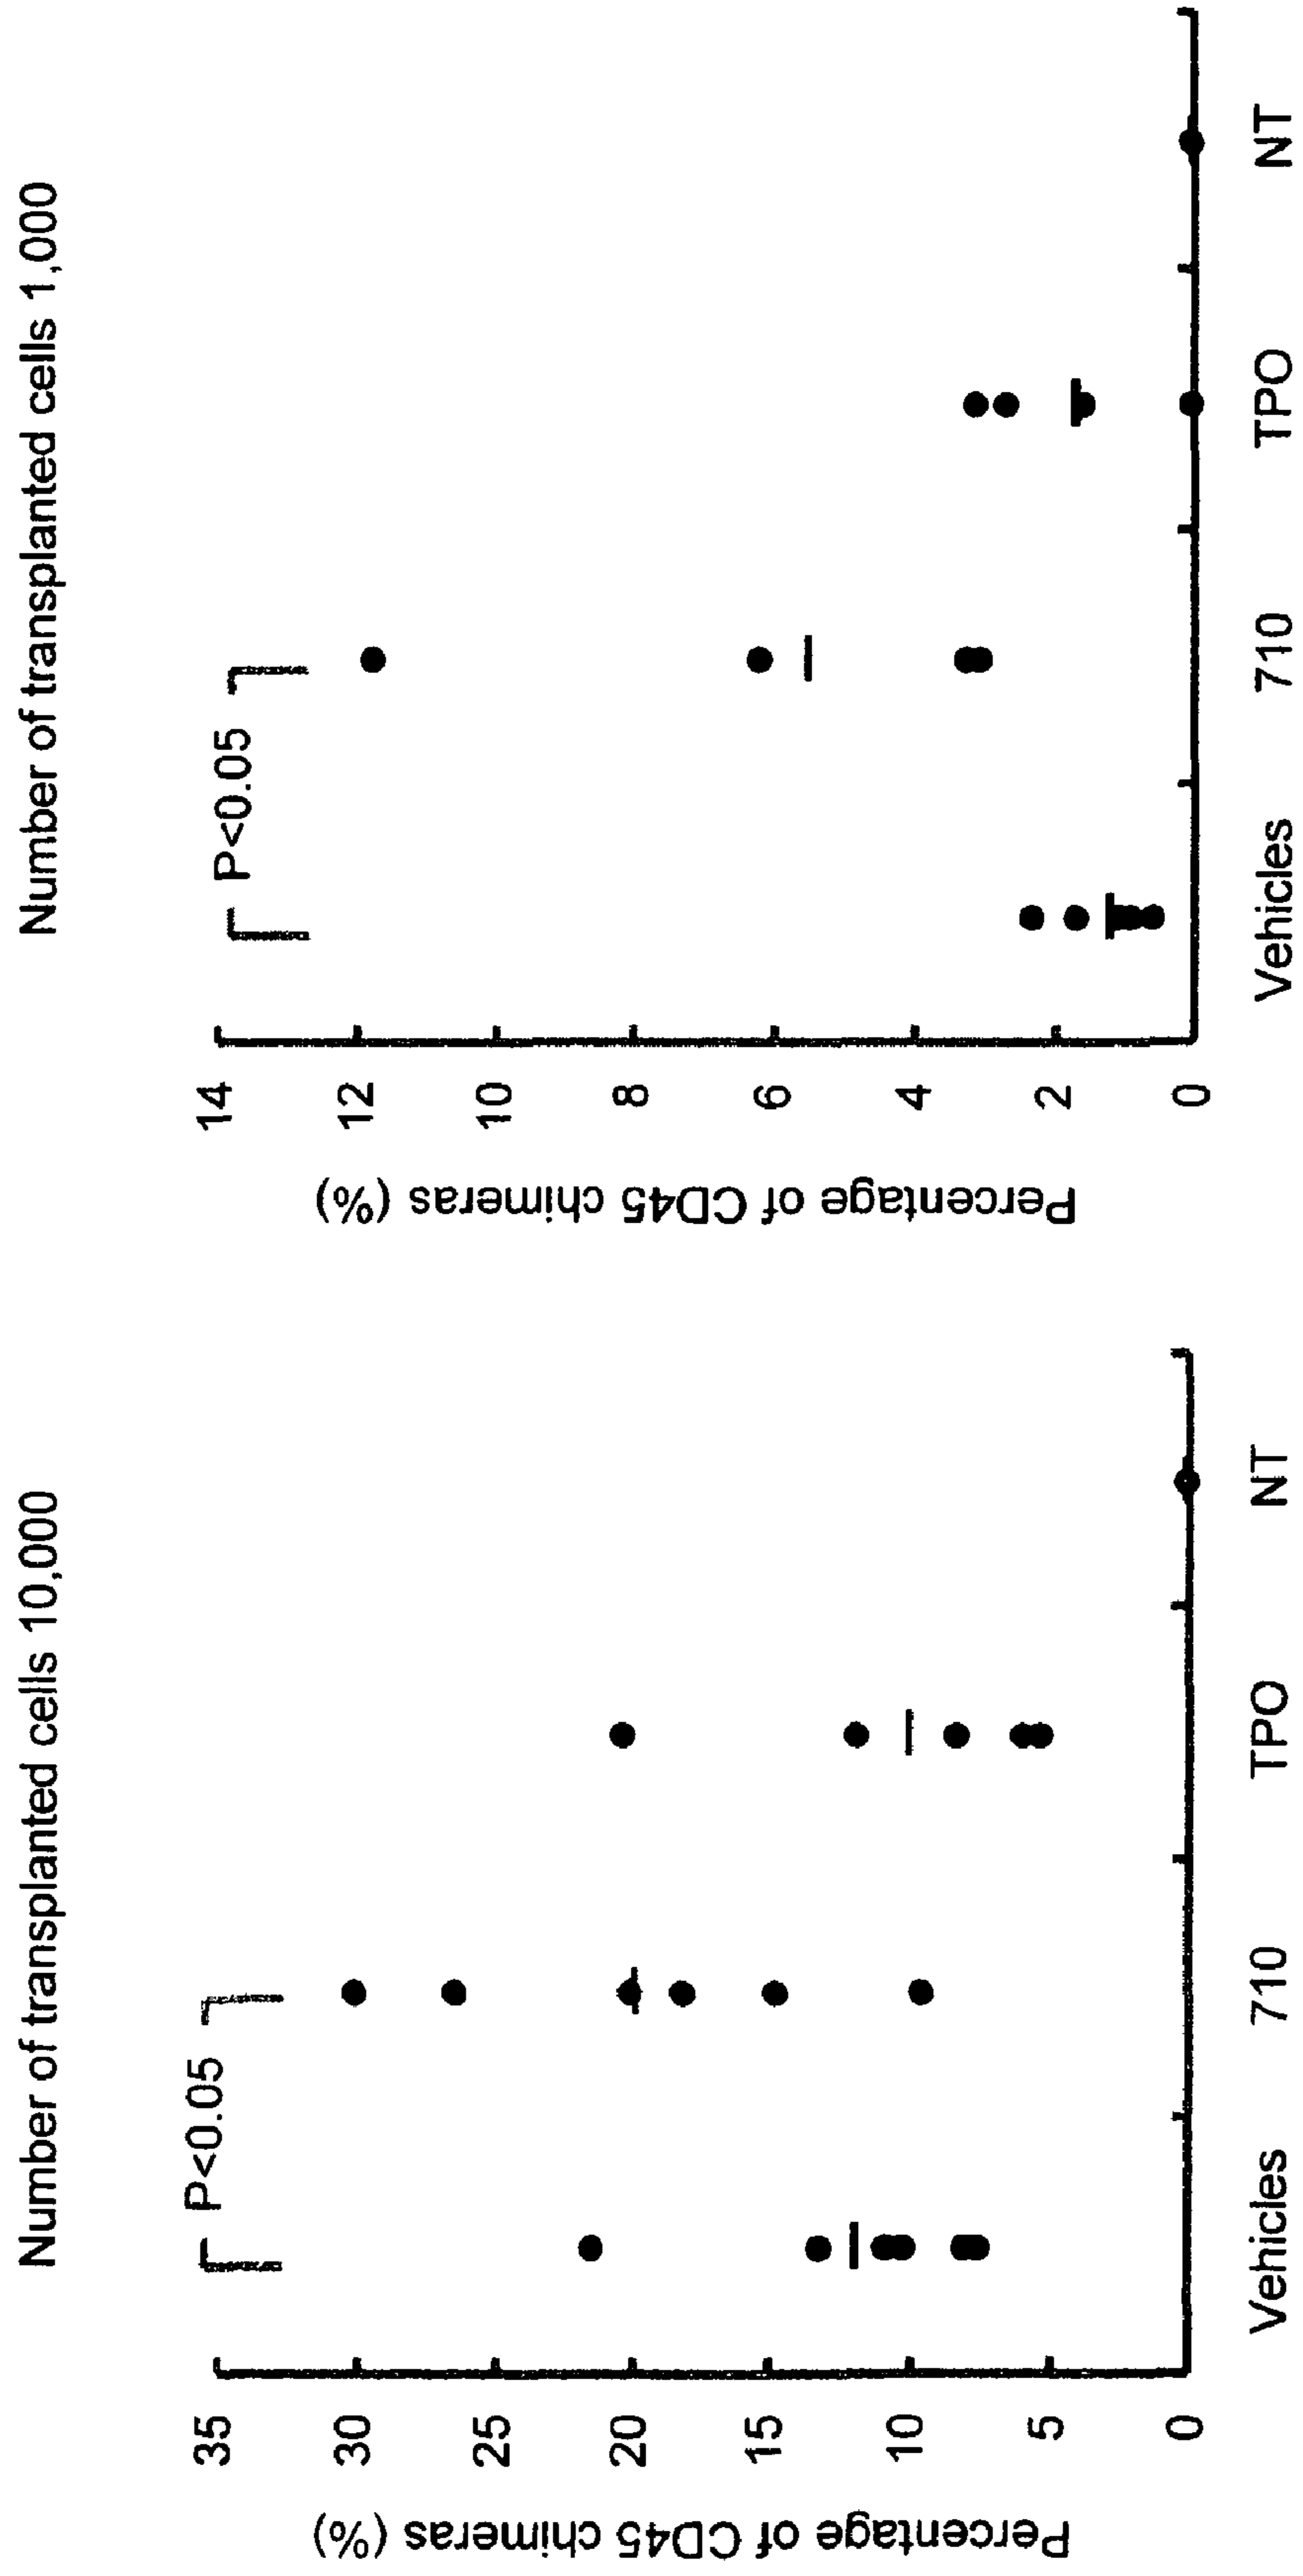 Number of transplanted cells 10,000
P<0.05
Percentage of CD45 chimeras (%)
35
30
25
20
15
10
5
0
Vehicles 710 TPO NT
Number of transplanted cells 1,000
P<0.05
Percentage of CD45 chimeras (%)
14
12
10
8
6
4
2
0
Vehicles 710 TPO NT